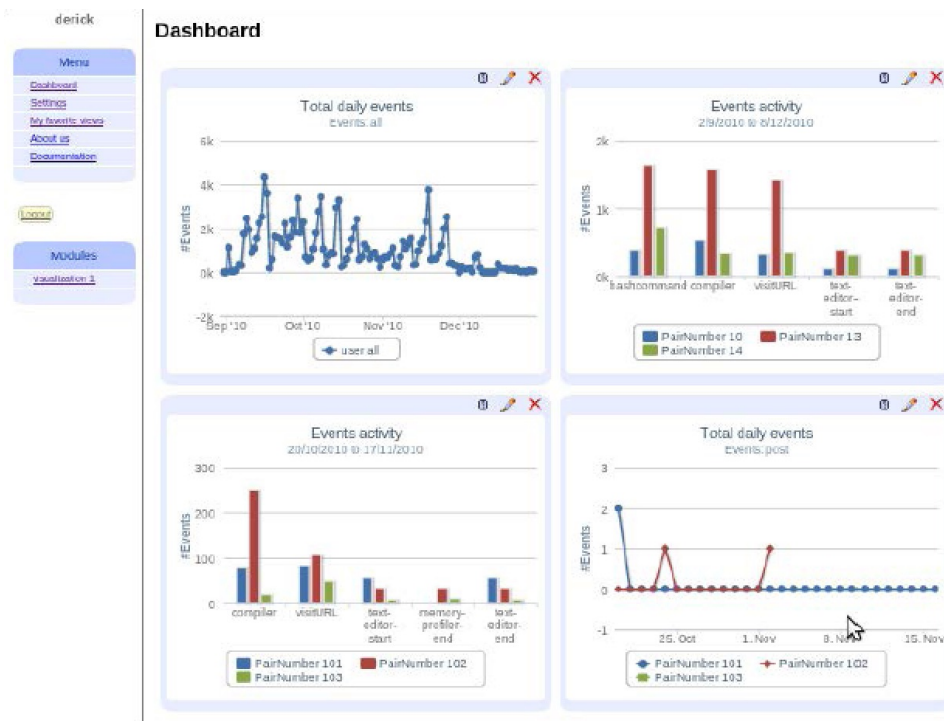 derick
Menu
Dashboard
Settings
My favorite views
About us
Documentation
Logout
Modules
visualization 1
Dashboard
Total daily events
Events: all
6k
4k
2k
0k
-2k
#Events
Sep '10 Oct '10 Nov '10 Dec '10
user all
Events activity
2/9/2010 to 6/12/2010
2k
1k
0k
#Events
bashcommand compiler visitURL text-editor-start text-editor-end
PairNumber 10 PairNumber 13
PairNumber 14
Events activity
20/10/2010 to 17/11/2010
300
200
100
0
#Events
compiler visitURL text-editor-start memory-profiler-end text-editor-end
PairNumber 101 PairNumber 102
PairNumber 103
Total daily events
Events: post
3
2
1
0
-1
#Events
25. Oct 1. Nov 8. Nov 15. Nov
PairNumber 101 PairNumber 102
PairNumber 103